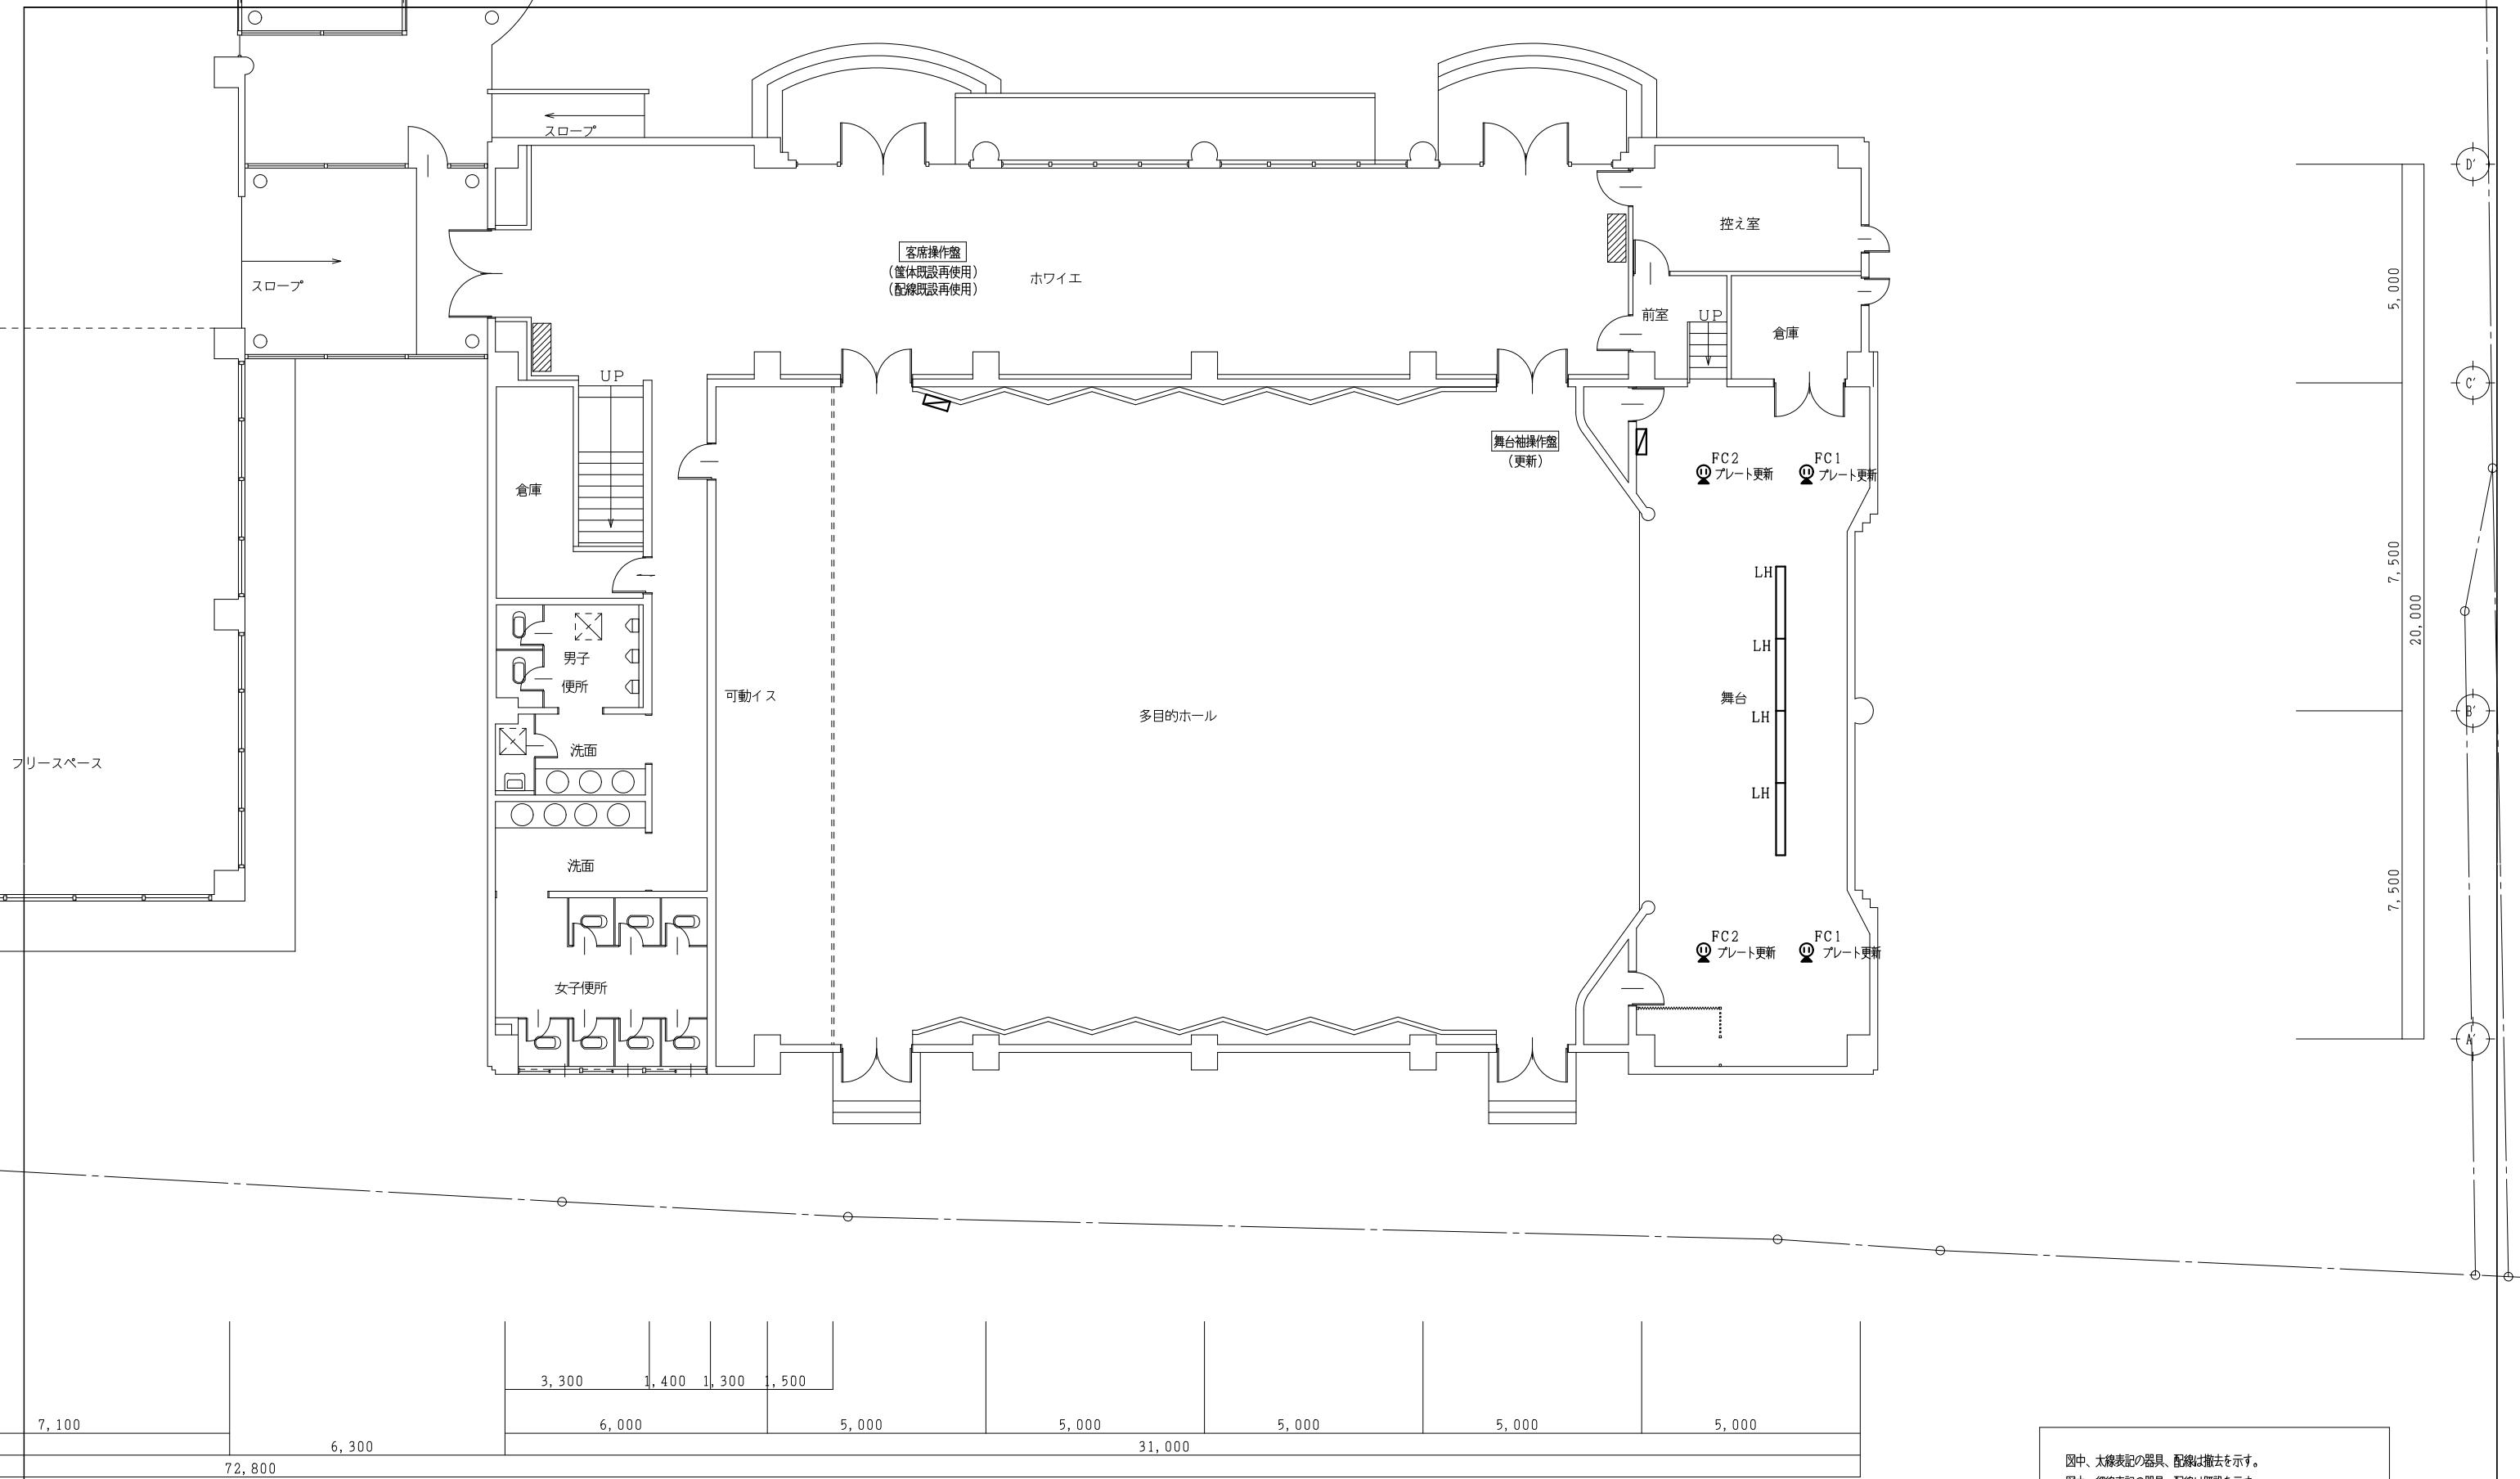 スロープ
D'
控え室
客席操作盤
(筐体既設再使用)
(配線既設再使用)
ホワイエ
スロープ
5,000
前室
UP
倉庫
UP
C'
舞台袖操作盤
(更新)
FC2
プレート更新
FC1
プレート更新
倉庫
LH
7,500
20,000
LH
男子
便所
可動イス
多目的ホール
舞台
LH
B'
洗面
フリースペース
LH
洗面
7,500
FC2
プレート更新
FC1
プレート更新
女子便所
A'
3,300
1,400
1,300
1,500
7,100
6,000
5,000
5,000
5,000
5,000
5,000
6,300
31,000
72,800
図中、太線表記の器具、配線は撤去を示す。